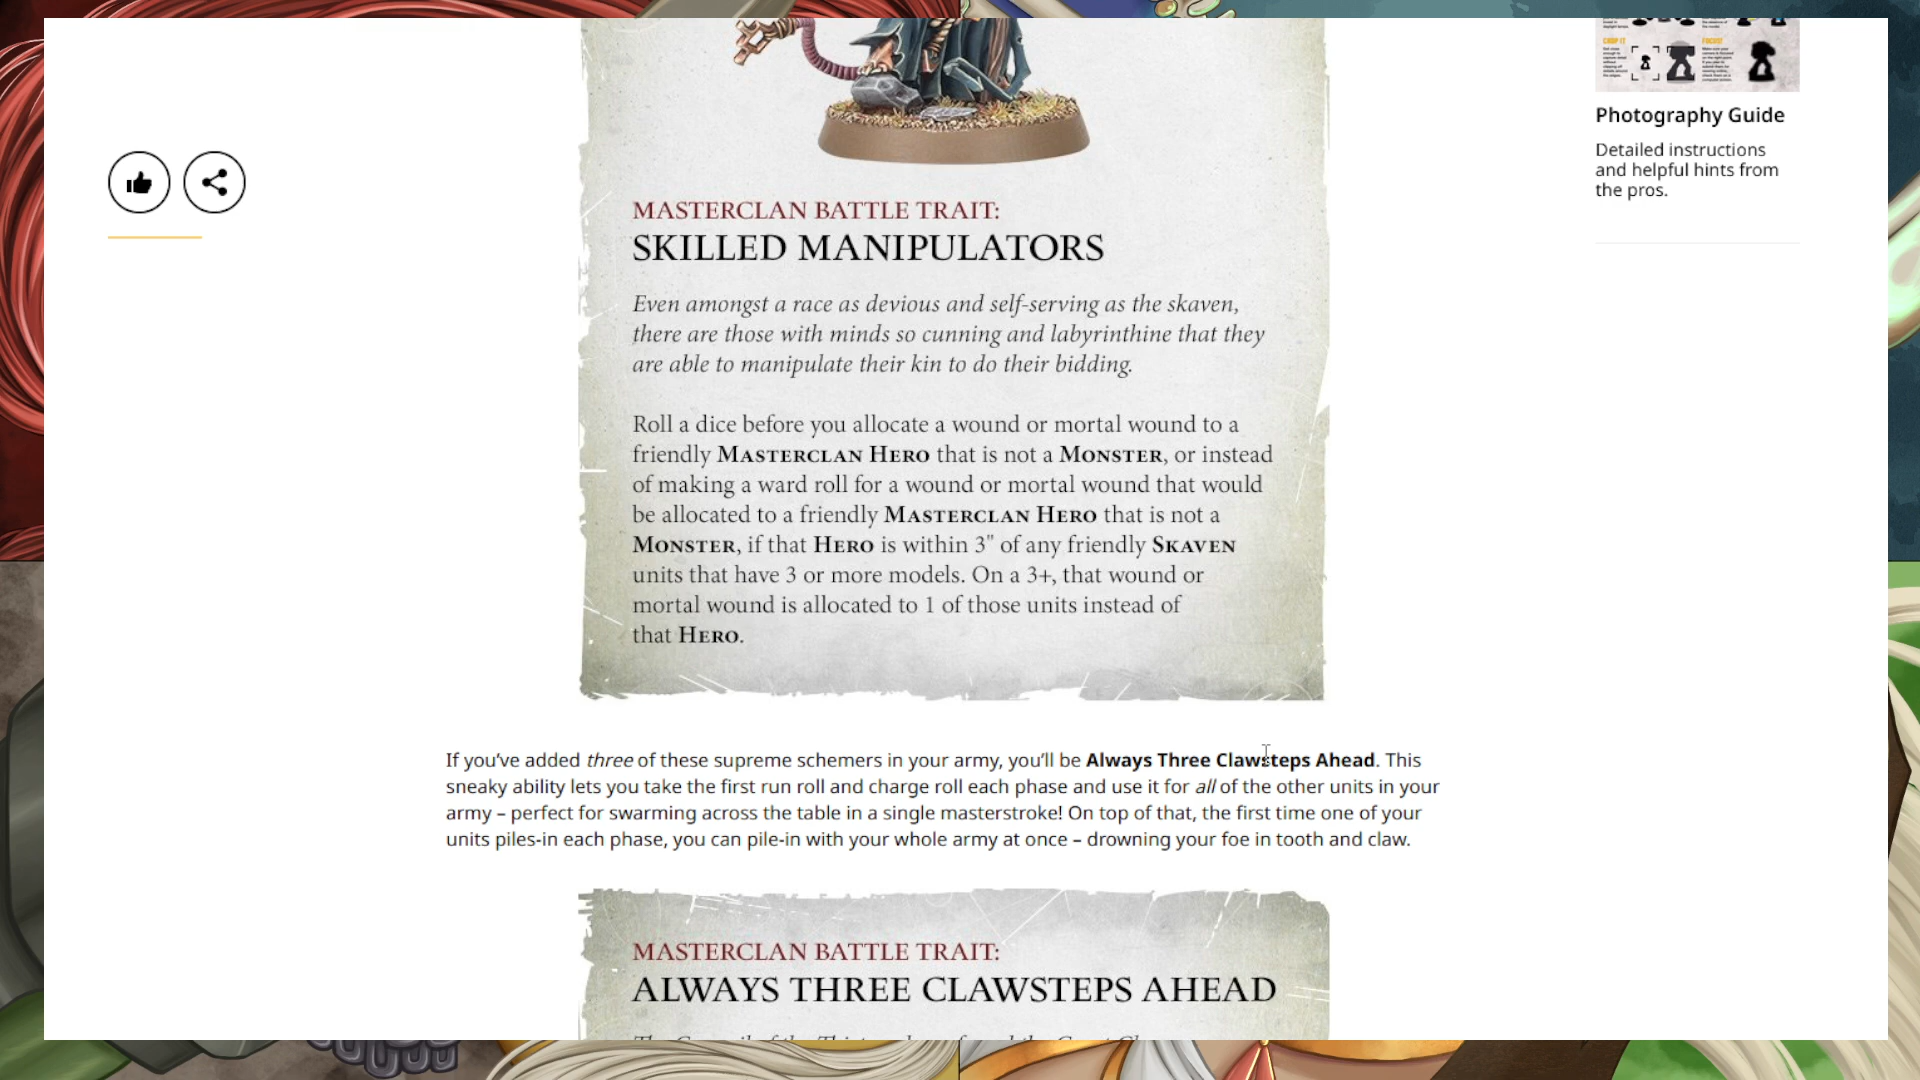 MASTERCLAN BATTLE TRAIT:
SKILLED MANIPULATORS
Even amongst a race as devious and self-serving as the skaven,
there are those with minds so cunning and labyrinthine that they
are able to manipulate their kin to do their bidding.
Roll a dice before you allocate a wound or mortal wound to a
friendly MASTERCLAN HERO that is not a MONSTER, or instead
of making a ward roll for a wound or mortal wound that would
be allocated to a friendly MASTERCLAN HERO that is not a
MONSTER, if that HERO is within 3" of any friendly SKAVEN
units that have 3 or more models. On a 3+, that wound or
mortal wound is allocated to 1 of those units instead of
that HERO.
If you've added three of these supreme schemers in your army, you'll be Always Three Clawsteps Ahead. This
sneaky ability lets you take the first run roll and charge roll each phase and use it for all of the other units in your
army – perfect for swarming across the table in a single masterstroke! On top of that, the first time one of your
units piles-in each phase, you can pile-in with your whole army at once – drowning your foe in tooth and claw.
MASTERCLAN BATTLE TRAIT:
ALWAYS THREE CLAWSTEPS AHEAD
CROP IT
FOCUS!
Photography Guide
Detailed instructions
and helpful hints from
the pros.